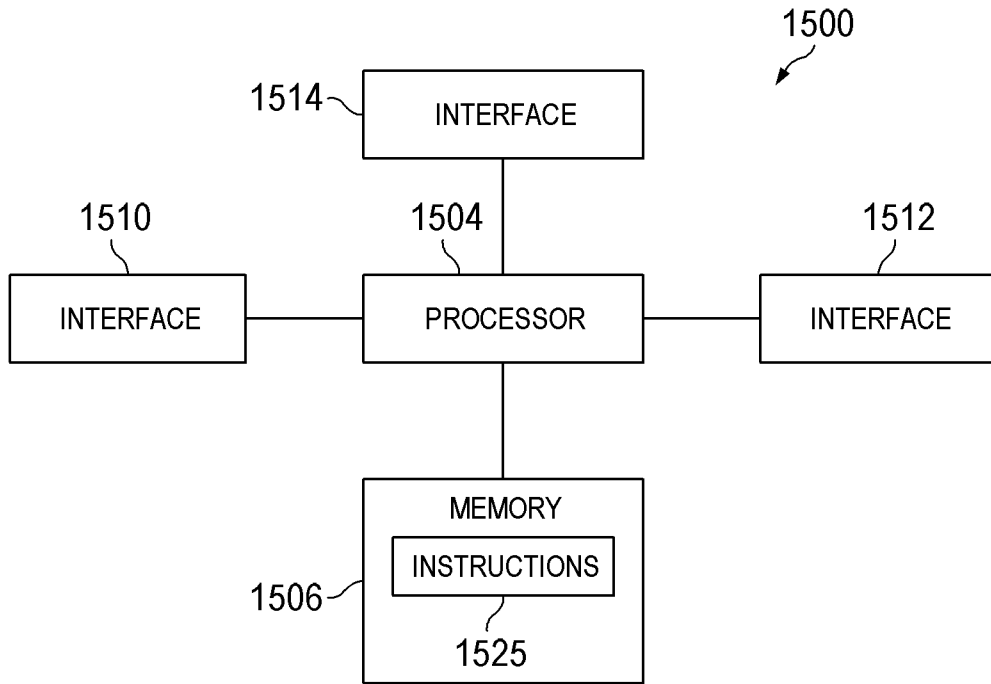 1500
1514
INTERFACE
1510
1504
1512
INTERFACE
PROCESSOR
INTERFACE
MEMORY
INSTRUCTIONS
1506
1525